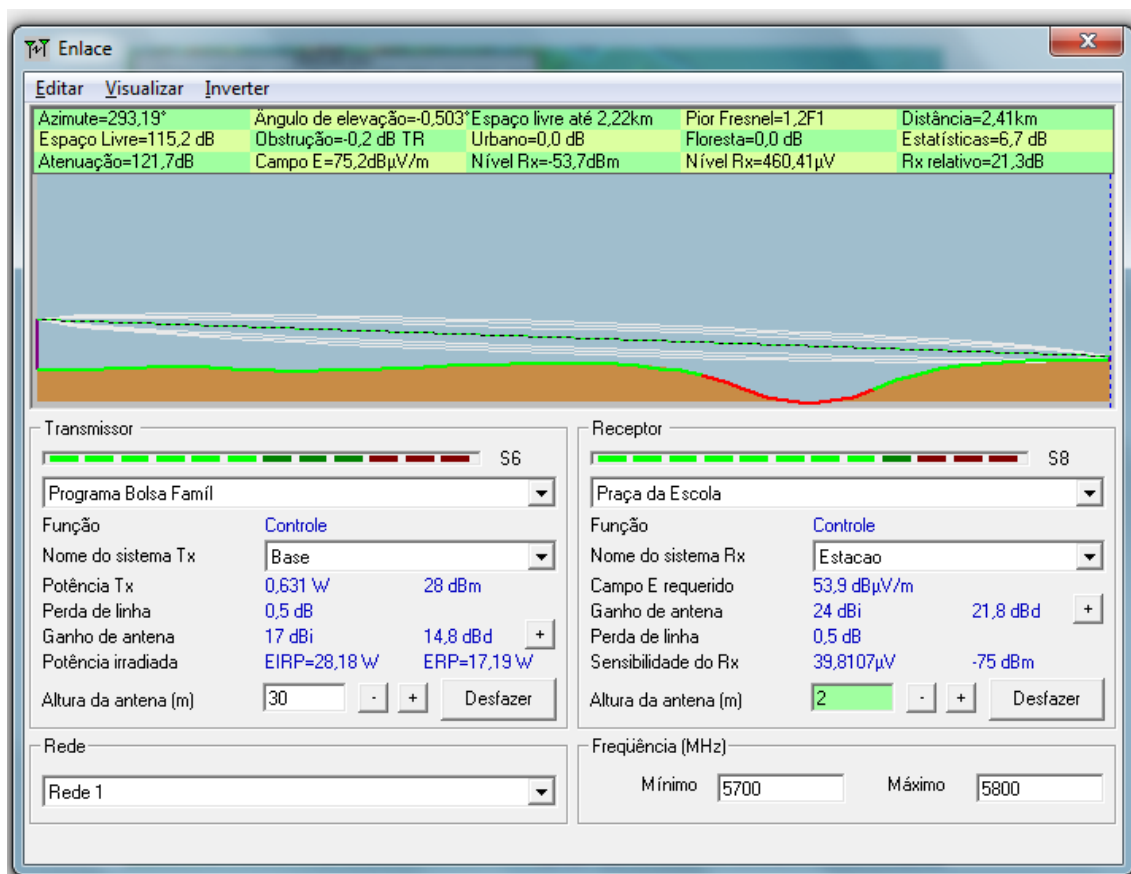 Enlace
x
Editar Visualizar Inverter
Azimute=293,19° Ângulo de elevação=-0,503° Espaço livre até 2,22km Pior Fresnel=1,2F1 Distância=2,41km
Espaço Livre=115,2 dB Obstrução=-0,2 dB TR Urbano=0,0 dB Floresta=0,0 dB Estatísticas=6,7 dB
Atenuação=121,7dB Campo E=75,2dBµV/m Nível Rx=-53,7dBm Nível Rx=460,41µV Rx relativo=21,3dB
Transmissor
S6
Programa Bolsa Famíl
Função Controle
Nome do sistema Tx Base
Potência Tx 0,631 W 28 dBm
Perda de linha 0,5 dB
Ganho de antena 17 dBi 14,8 dBd +
Potência irradiada EIRP=28,18 W ERP=17,19 W
Altura da antena (m) 30 - + Desfazer
Receptor
S8
Praça da Escola
Função Controle
Nome do sistema Rx Estacao
Campo E requerido 53,9 dBµV/m
Ganho de antena 24 dBi 21,8 dBd +
Perda de linha 0,5 dB
Sensibilidade do Rx 39,8107µV -75 dBm
Altura da antena (m) 2 - + Desfazer
Rede
Rede 1
Freqüência (MHz)
Mínimo 5700 Máximo 5800